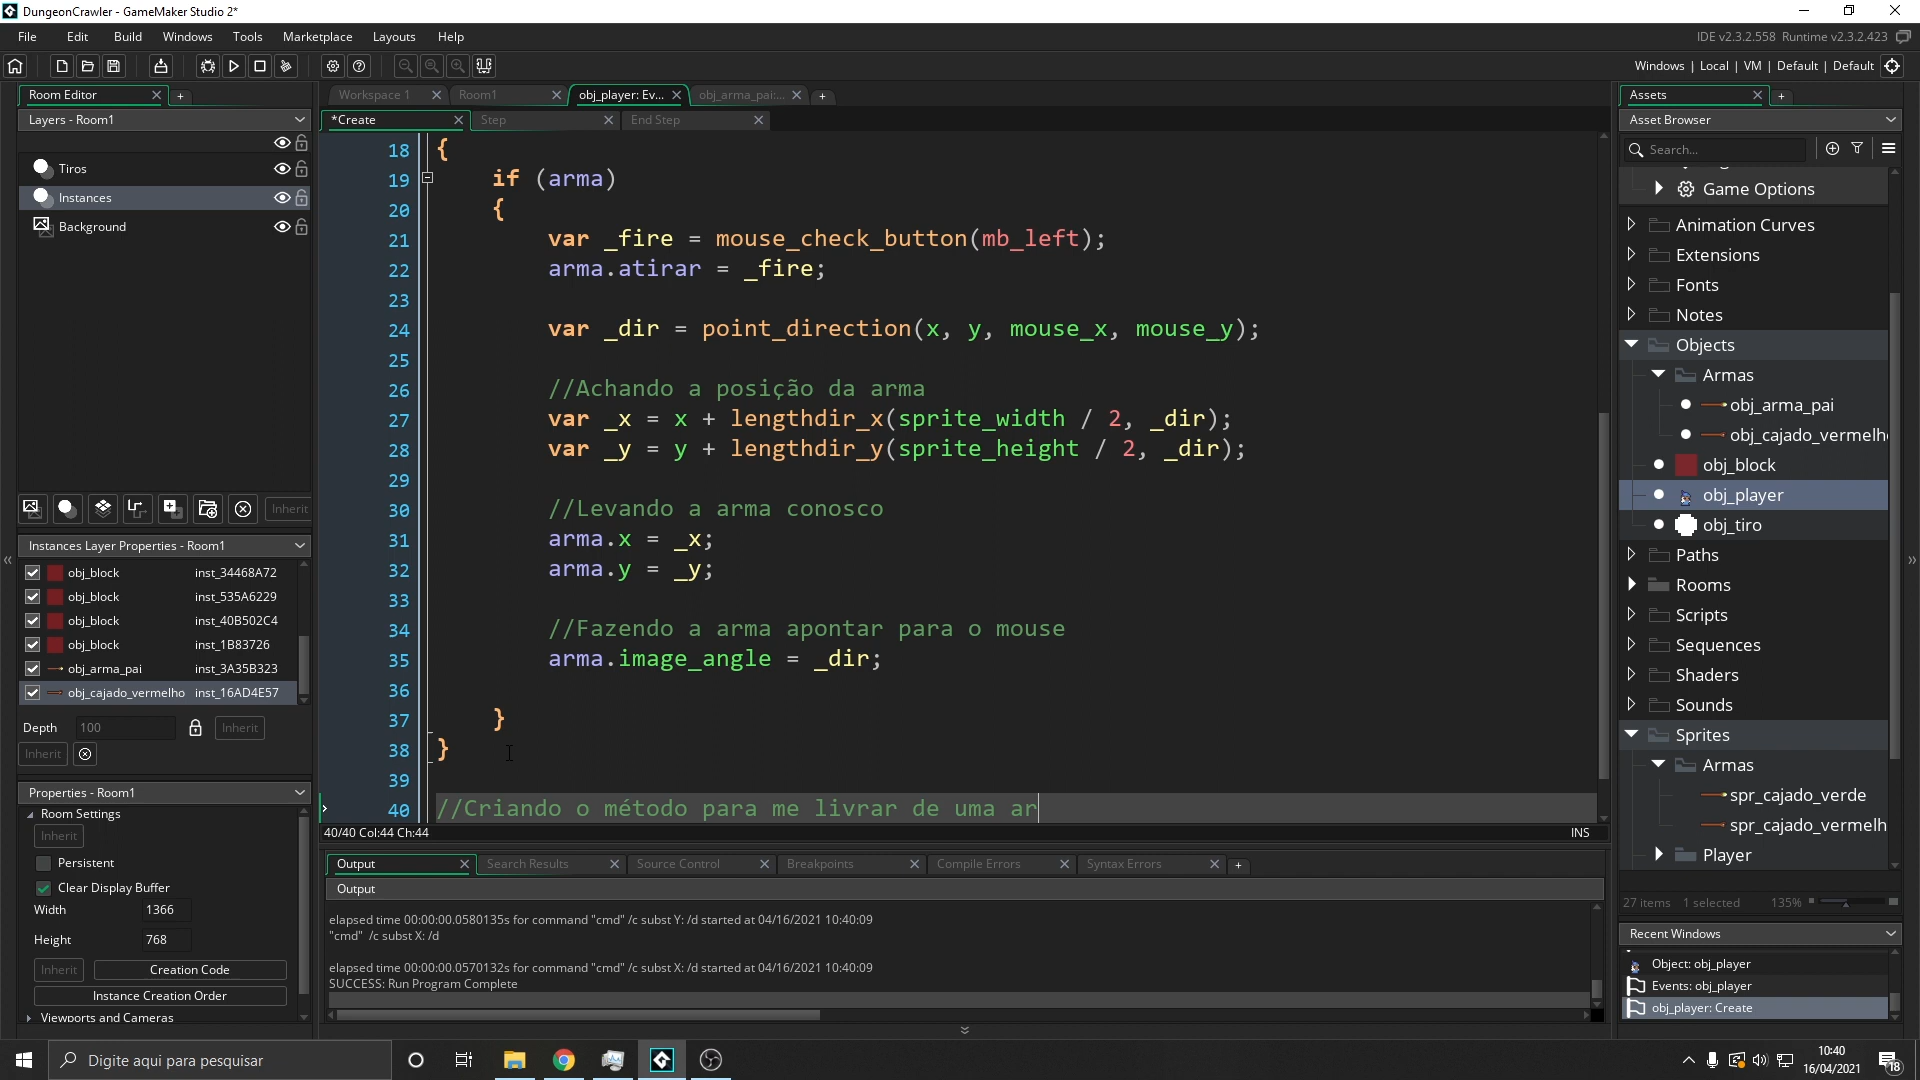 DungeonCrawler - GameMaker Studio 2*
File Edit Build Windows Tools Marketplace Layouts Help
IDE v2.3.2.558 Runtime v2.3.2.423
Windows | Local | VM | Default | Default
Room Editor
Layers - Room1
Tiros
Instances
Background
Inherit
Instances Layer Properties - Room1
obj_block inst_34468A72
obj_block inst_535A6229
obj_block inst_40B502C4
obj_block inst_1B83726
obj_arma_pai inst_3A35B323
obj_cajado_vermelho inst_16AD4E57
Depth 100 Inherit
Inherit
Properties - Room1
Room Settings
Inherit
Persistent
Clear Display Buffer
Width 1366
Height 768
Inherit Creation Code
Instance Creation Order
Viewports and Cameras
Workspace 1 Room1 obj_player: Ev... obj_arma_pai:...
*Create Step End Step
18 {
19 if (arma)
20 {
21 var _fire = mouse_check_button(mb_left);
22 arma.atirar = _fire;
23
24 var _dir = point_direction(x, y, mouse_x, mouse_y);
25
26 //Achando a posição da arma
27 var _x = x + lengthdir_x(sprite_width / 2, _dir);
28 var _y = y + lengthdir_y(sprite_height / 2, _dir);
29
30 //Levando a arma conosco
31 arma.x = _x;
32 arma.y = _y;
33
34 //Fazendo a arma apontar para o mouse
35 arma.image_angle = _dir;
36
37 }
38 }
39
40 //Criando o método para me livrar de uma ar
40/40 Col:44 Ch:44 INS
Output Search Results Source Control Breakpoints Compile Errors Syntax Errors
Output
elapsed time 00:00:00.0580135s for command "cmd" /c subst Y: /d started at 04/16/2021 10:40:09
"cmd" /c subst X: /d
elapsed time 00:00:00.0570132s for command "cmd" /c subst X: /d started at 04/16/2021 10:40:09
SUCCESS: Run Program Complete
Assets
Asset Browser
Search...
Game Options
Animation Curves
Extensions
Fonts
Notes
Objects
Armas
obj_arma_pai
obj_cajado_vermelh
obj_block
obj_player
obj_tiro
Paths
Rooms
Scripts
Sequences
Shaders
Sounds
Sprites
Armas
spr_cajado_verde
spr_cajado_vermelh
Player
27 items 1 selected 135%
Recent Windows
Object: obj_player
Events: obj_player
obj_player: Create
Digite aqui para pesquisar
10:40
16/04/2021
18